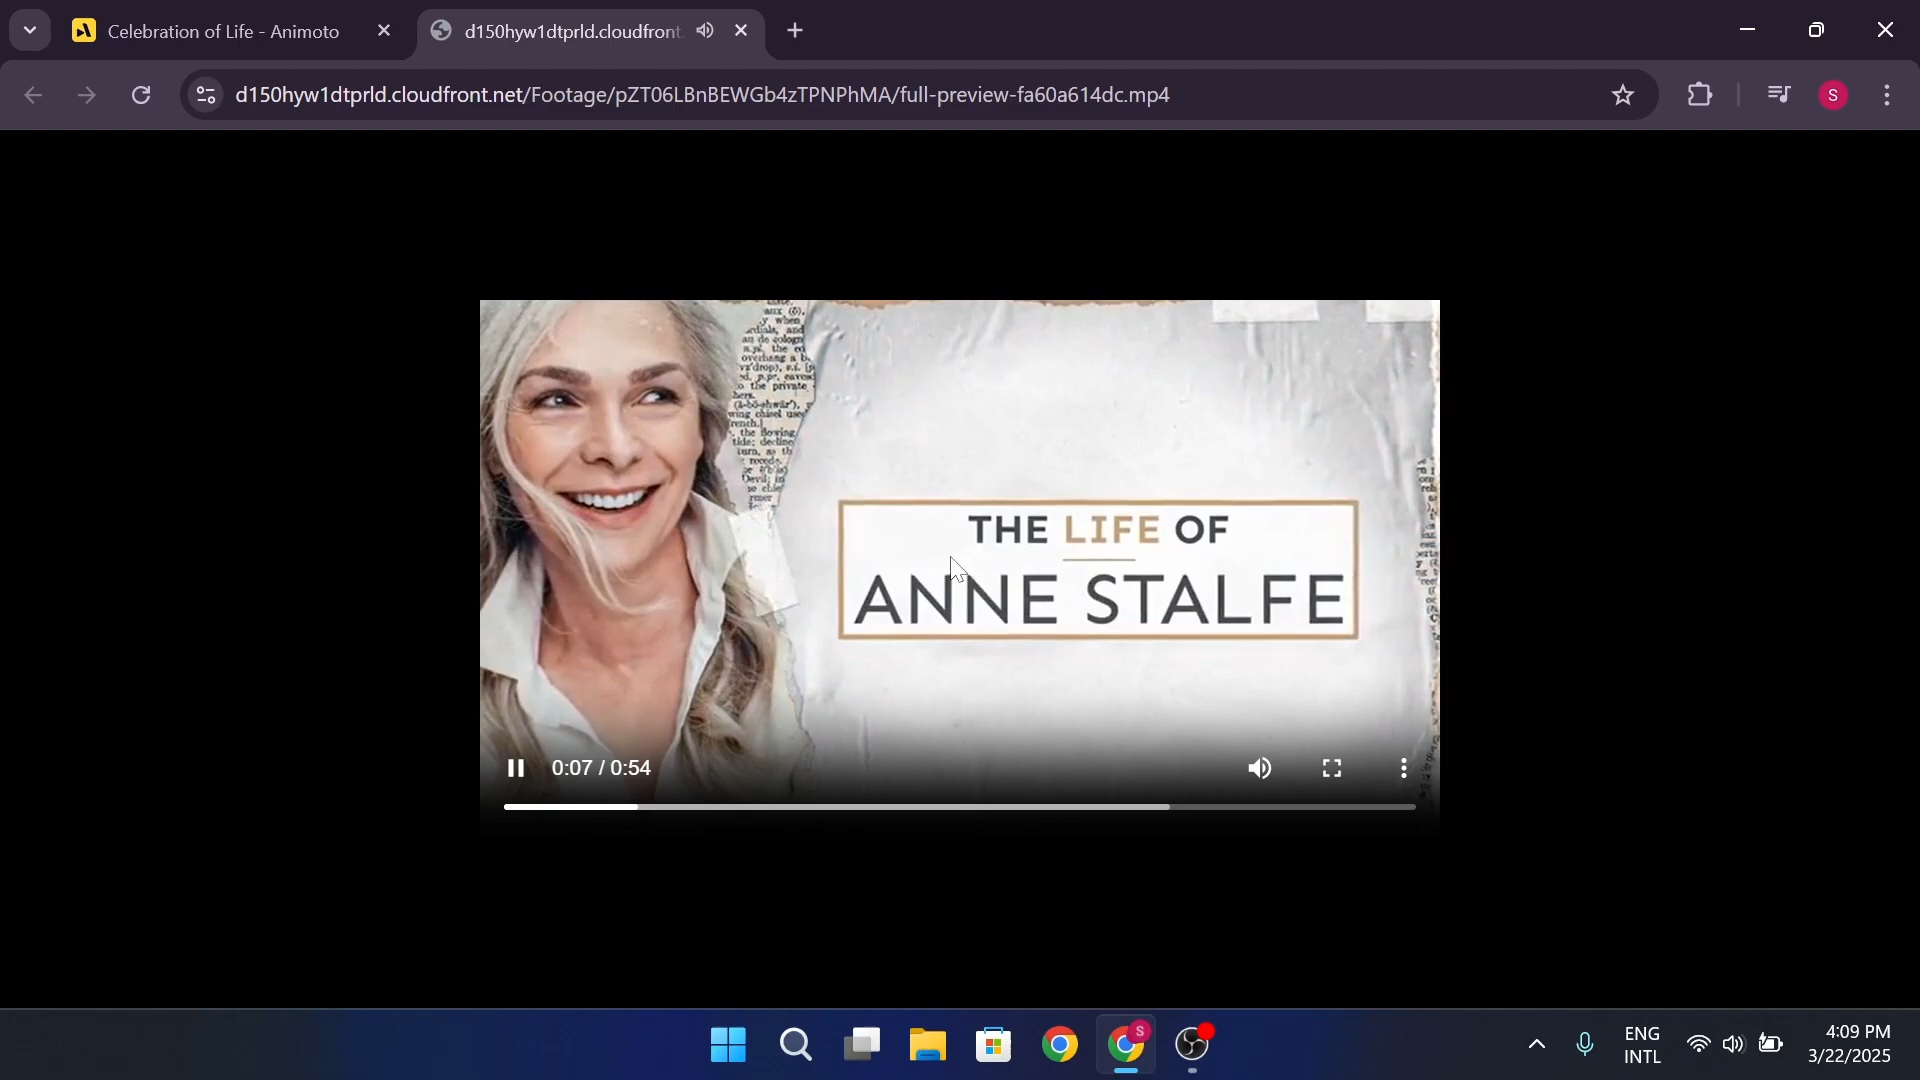 Celebration of Life - Animoto
d150hyw1dtprld.cloudfront.
d150hyw1dtprld.cloudfront.net/Footage/pZT06LBnBEWGb4zTPNPhMA/full-preview-fa60a614dc.mp4
S
THE LIFE OF
ANNE STALFE
0:07 / 0:54
S
ENG
INTL
4:09 PM
3/22/2025